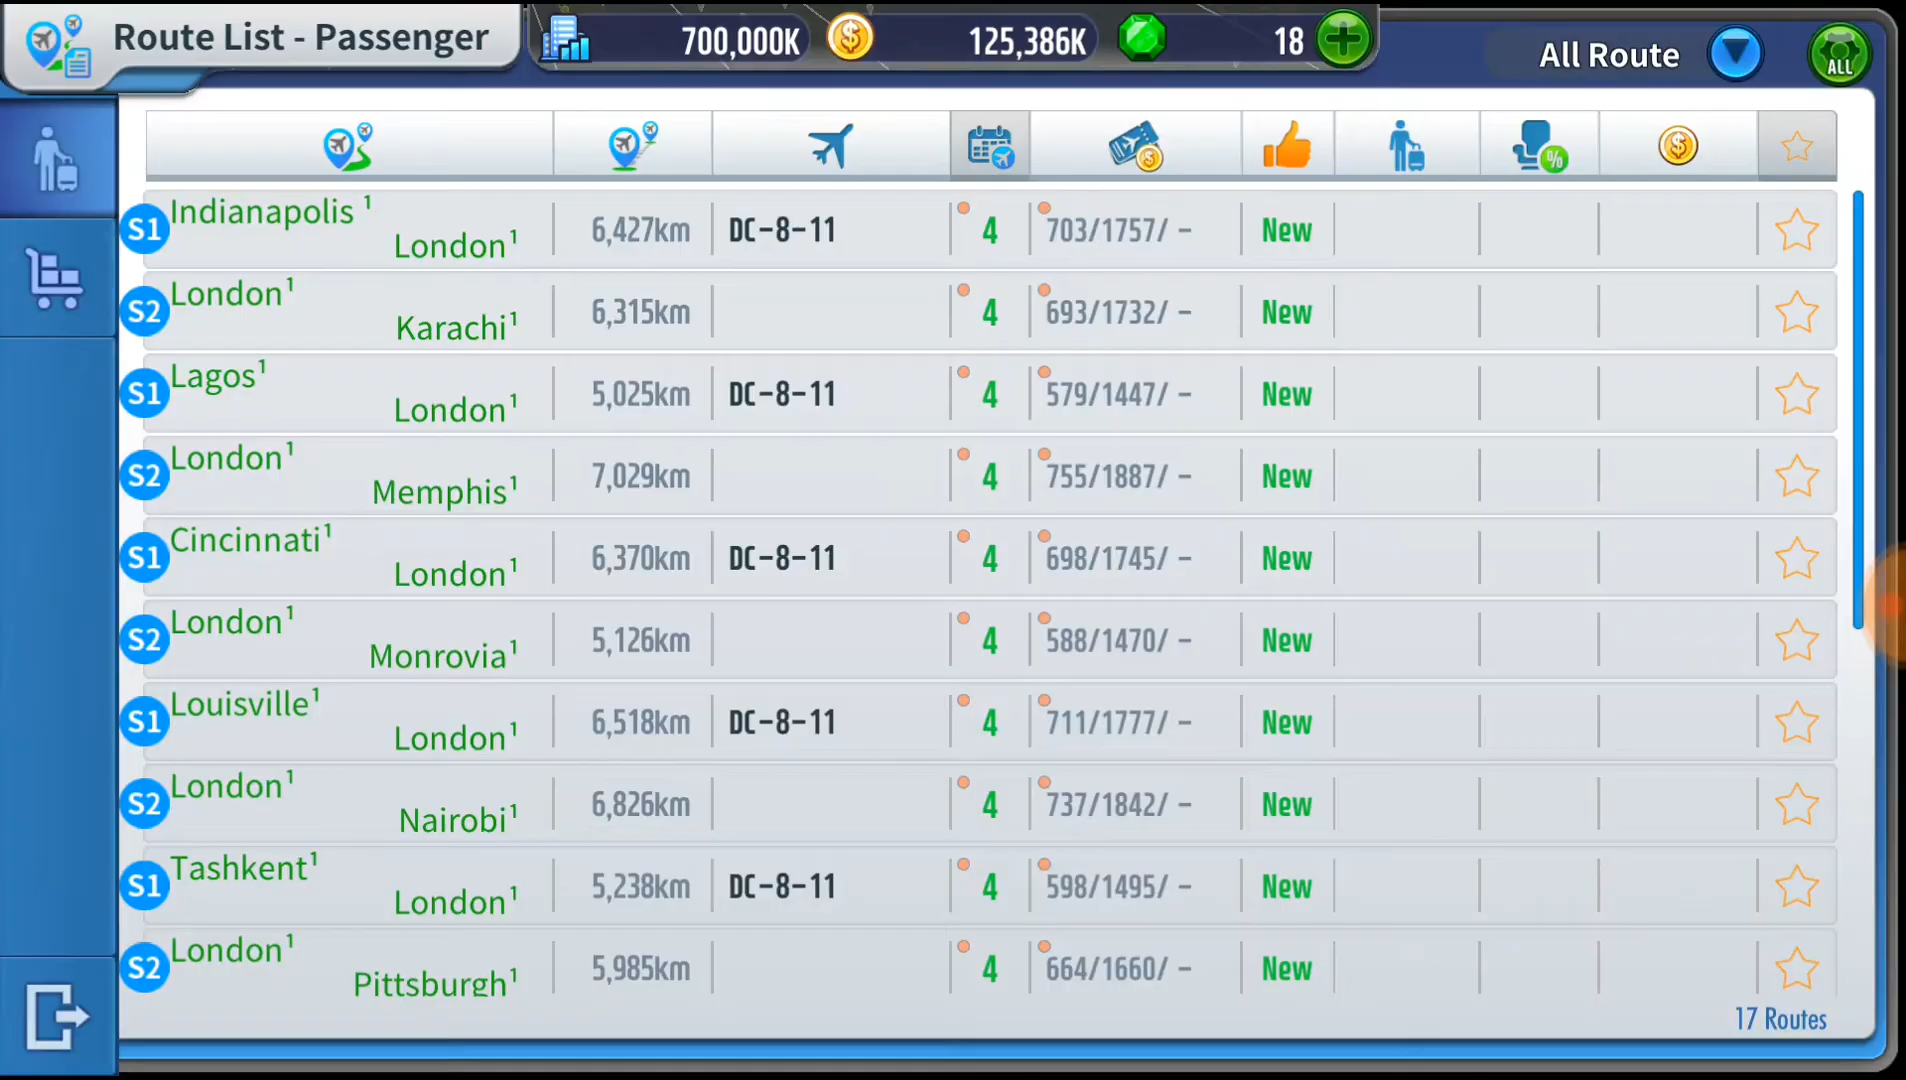 Route List - Passenger
700,000K
125,386K
18
All Route
ALL
%
S1 Indianapolis ¹ London¹ 6,427km DC-8-11 4 703/1757/ - New
S2 London¹ Karachi¹ 6,315km 4 693/1732/ - New
S1 Lagos¹ London¹ 5,025km DC-8-11 4 579/1447/ - New
S2 London¹ Memphis¹ 7,029km 4 755/1887/ - New
S1 Cincinnati¹ London¹ 6,370km DC-8-11 4 698/1745/ - New
S2 London¹ Monrovia¹ 5,126km 4 588/1470/ - New
S1 Louisville¹ London¹ 6,518km DC-8-11 4 711/1777/ - New
S2 London¹ Nairobi¹ 6,826km 4 737/1842/ - New
S1 Tashkent¹ London¹ 5,238km DC-8-11 4 598/1495/ - New
S2 London¹ Pittsburgh¹ 5,985km 4 664/1660/ - New
17 Routes